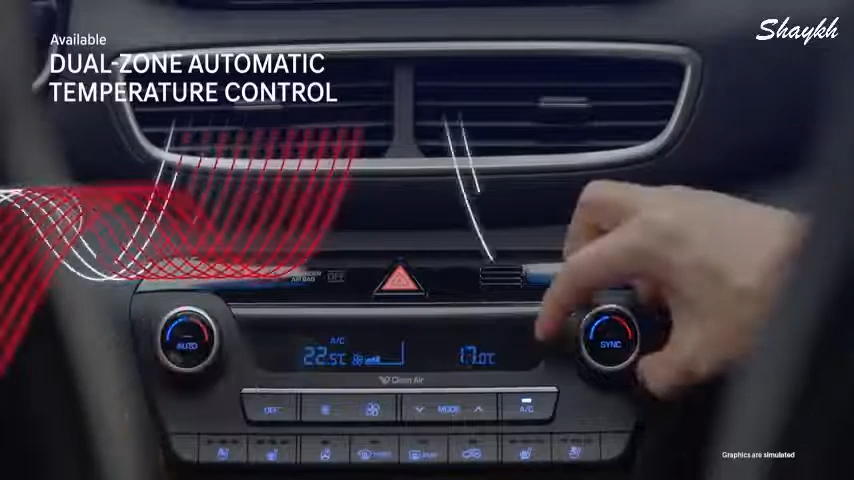 Shaykh
Available
DUAL-ZONE AUTOMATIC
TEMPERATURE CONTROL
OFF
AUTO
A/C
22.5°C
17.0°C
SYNC
Clean Air
OFF
MODE
A/C
Graphics are simulated